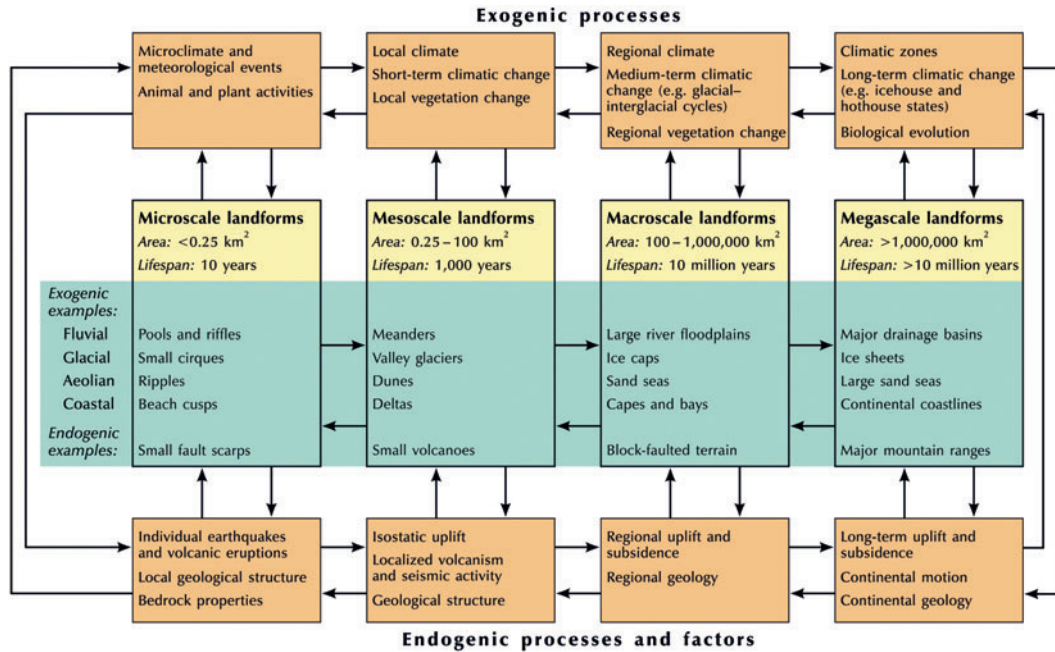 Exogenic processes
Microclimate and
meteorological events
Animal and plant activities
Local climate
Short-term climatic change
Local vegetation change
Regional climate
Medium-term climatic
change (e.g. glacial–
interglacial cycles)
Regional vegetation change
Climatic zones
Long-term climatic change
(e.g. icehouse and
hothouse states)
Biological evolution
Microscale landforms
Area: <0.25 km²
Lifespan: 10 years
Mesoscale landforms
Area: 0.25–100 km²
Lifespan: 1,000 years
Macroscale landforms
Area: 100–1,000,000 km²
Lifespan: 10 million years
Megascale landforms
Area: >1,000,000 km²
Lifespan: >10 million years
Exogenic
examples:
Fluvial Pools and riffles Meanders Large river floodplains Major drainage basins
Glacial Small cirques Valley glaciers Ice caps Ice sheets
Aeolian Ripples Dunes Sand seas Large sand seas
Coastal Beach cusps Deltas Capes and bays Continental coastlines
Endogenic
examples: Small fault scarps Small volcanoes Block-faulted terrain Major mountain ranges
Individual earthquakes
and volcanic eruptions
Local geological structure
Bedrock properties
Isostatic uplift
Localized volcanism
and seismic activity
Geological structure
Regional uplift and
subsidence
Regional geology
Long-term uplift and
subsidence
Continental motion
Continental geology
Endogenic processes and factors